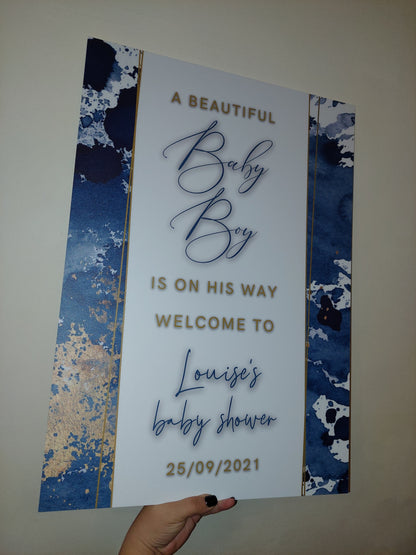 A BEAUTIFUL
Baby
Boy
IS ON HIS WAY
WELCOME TO
Louise's
baby shower
25/09/2021